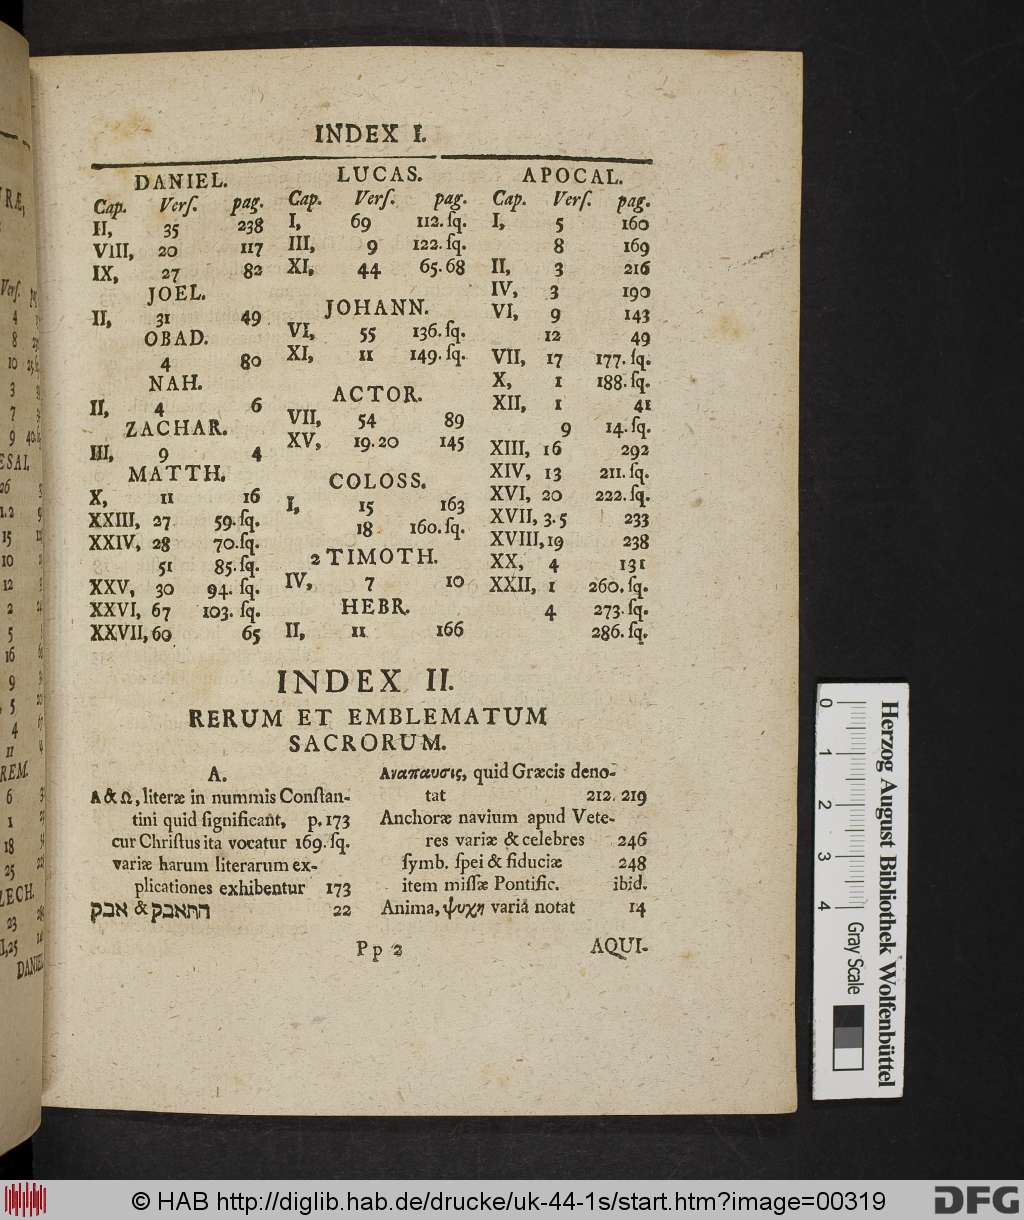 INDEX I.
DANIEL.
Cap. Verſ. pag.
II, 35 238
VIII, 20 117
IX, 27 82
JOEL.
II, 31 49
OBAD.
4 80
NAH.
II, 4 6
ZACHAR.
III, 9 4
MATTH.
X, 11 16
XXIII, 27 59. ſq.
XXIV, 28 70. ſq.
51 85. ſq.
XXV, 30 94. ſq.
XXVI, 67 103. ſq.
XXVII, 60 65
LUCAS.
Cap. Verſ. pag.
I, 69 112. ſq.
III, 9 122. ſq.
XI, 44 65. 68
JOHANN.
VI, 55 136. ſq.
XI, 11 149. ſq.
ACTOR.
VII, 54 89
XV, 19. 20 145
COLOSS.
I, 15 163
18 160. ſq.
2 TIMOTH.
IV, 7 10
HEBR.
II, 11 166
APOCAL.
Cap. Verſ. pag.
I, 5 160
8 169
II, 3 216
IV, 3 190
VI, 9 143
12 49
VII, 17 177. ſq.
X, 1 188. ſq.
XII, 1 41
9 14. ſq.
XIII, 16 292
XIV, 13 211. ſq.
XVI, 20 222. ſq.
XVII, 3. 5 233
XVIII, 19 238
XX, 4 131
XXII, 1 260. ſq.
4 273. ſq.
286. ſq.
INDEX II.
RERUM ET EMBLEMATUM
SACRORUM.
A.
Α & Ω, literæ in nummis Conſtan-
tini quid ſignificant, p. 173
cur Chriſtus ita vocatur 169. ſq.
variæ harum literarum ex-
plicationes exhibentur 173
אבק & התאבק 22
Αναπαυσις, quid Græcis deno-
tat 212. 219
Anchoræ navium apud Vete-
res variæ & celebres 246
ſymb. ſpei & fiduciæ 248
item miſſæ Pontific. ibid.
Anima, ψυχη varia notat 14
Pp 2
AQUI-
Herzog August Bibliothek Wolfenbüttel
0 1 2 3 4
Gray Scale
© HAB http://diglib.hab.de/drucke/uk-44-1s/start.htm?image=00319
DFG